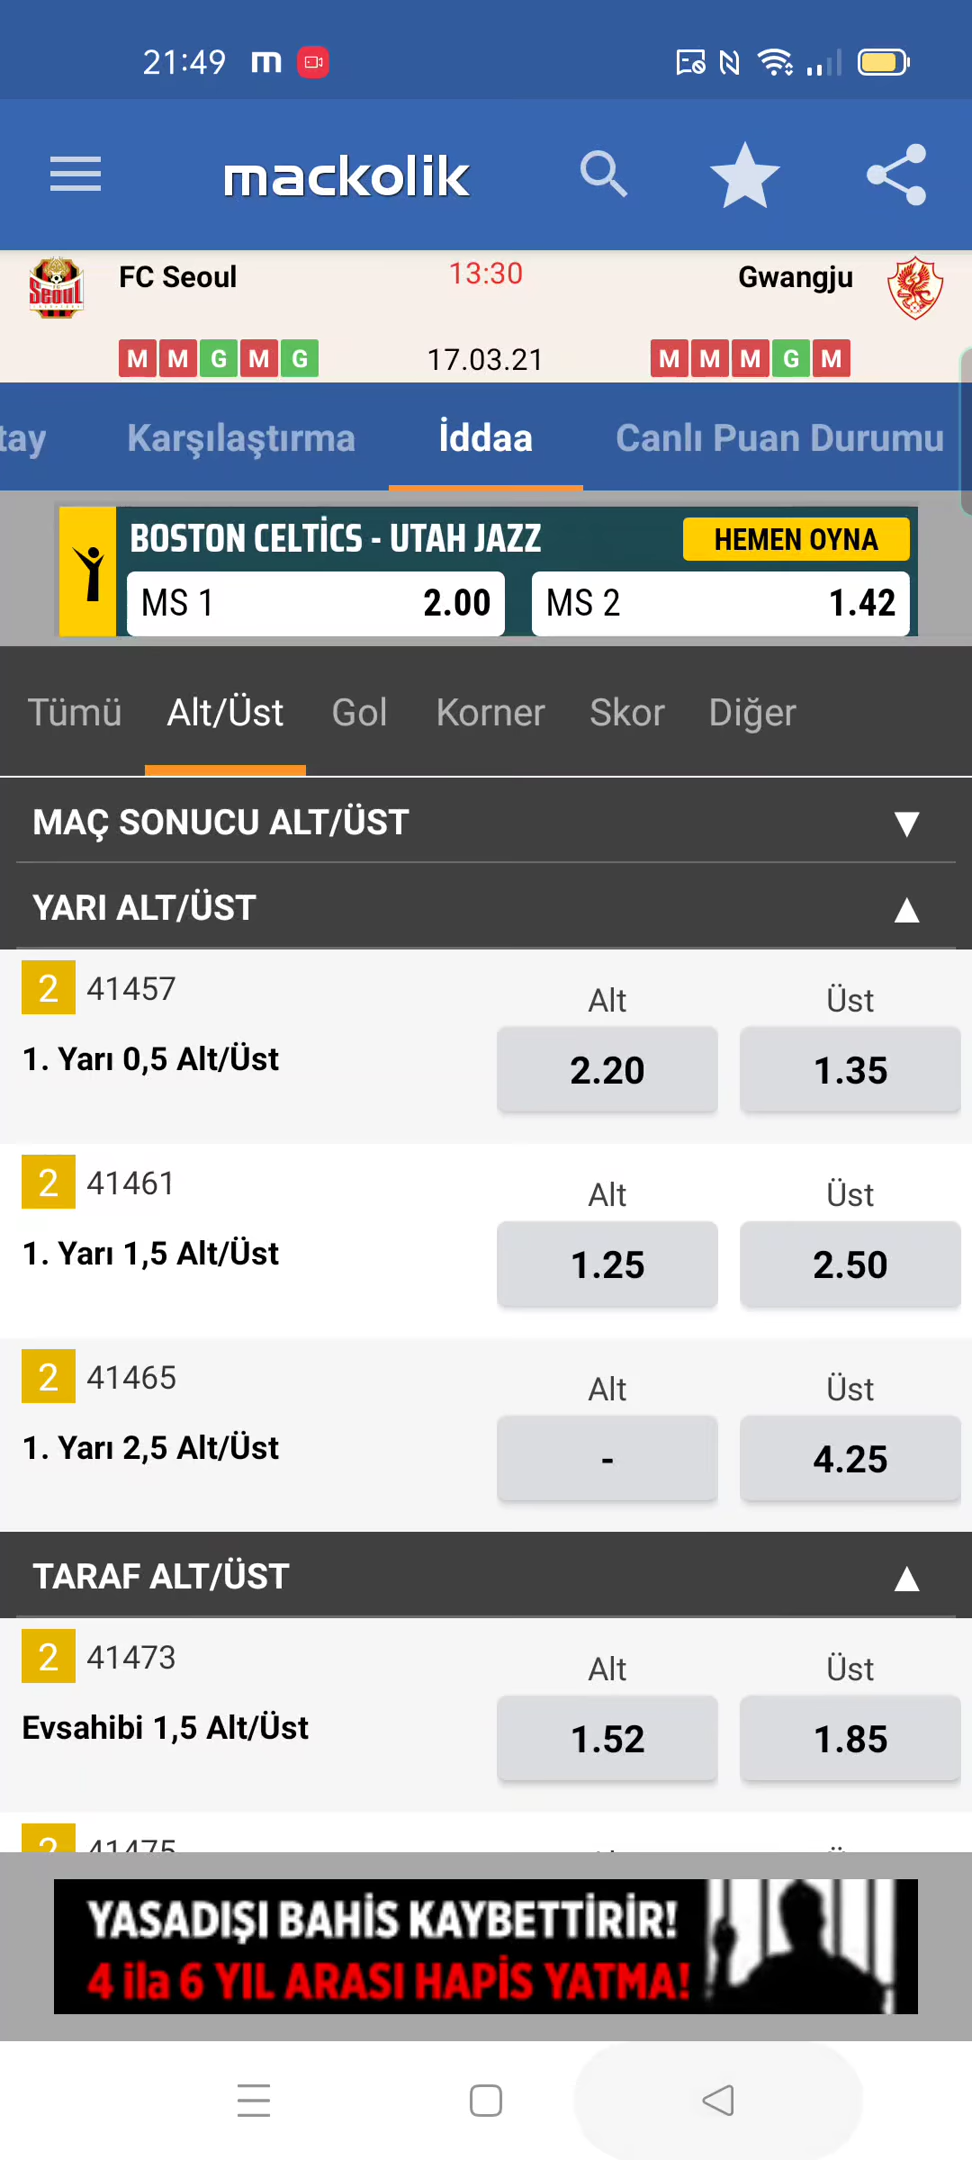 21:49 m
mackolik
FC Seoul 13:30 Gwangju
M M G M G 17.03.21 M M M G M
tay Karşılaştırma İddaa Canlı Puan Durumu
BOSTON CELTİCS - UTAH JAZZ HEMEN OYNA
MS 1 2.00 MS 2 1.42
Tümü Alt/Üst Gol Korner Skor Diğer
MAÇ SONUCU ALT/ÜST
YARI ALT/ÜST
2 41457 Alt Üst
1. Yarı 0,5 Alt/Üst 2.20 1.35
2 41461 Alt Üst
1. Yarı 1,5 Alt/Üst 1.25 2.50
2 41465 Alt Üst
1. Yarı 2,5 Alt/Üst - 4.25
TARAF ALT/ÜST
2 41473 Alt Üst
Evsahibi 1,5 Alt/Üst 1.52 1.85
2 41475
YASADIŞI BAHİS KAYBETTİRİR!
4 ila 6 YIL ARASI HAPİS YATMA!